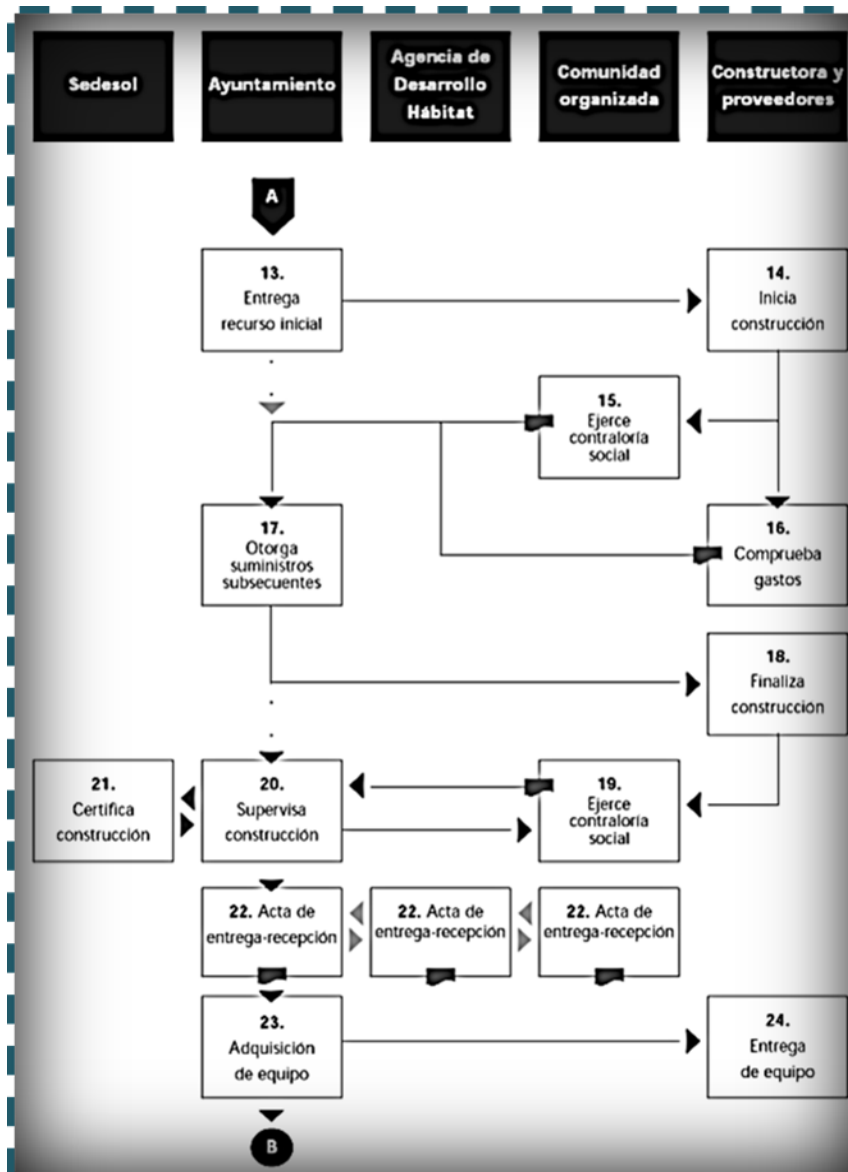 Sedesol
Ayuntamiento
Agencia de
Desarrollo
Hábitat
Comunidad
organizada
Constructora y
proveedores
A
13.
Entrega
recurso inicial
14.
Inicia
construcción
15.
Ejerce
contraloría
social
17.
Otorga
suministros
subsecuentes
16.
Comprueba
gastos
18.
Finaliza
construcción
21.
Certifica
construcción
20.
Supervisa
construcción
19.
Ejerce
contraloría
social
22. Acta de
entrega-recepción
22. Acta de
entrega-recepción
22. Acta de
entrega-recepción
23.
Adquisición
de equipo
24.
Entrega
de equipo
B